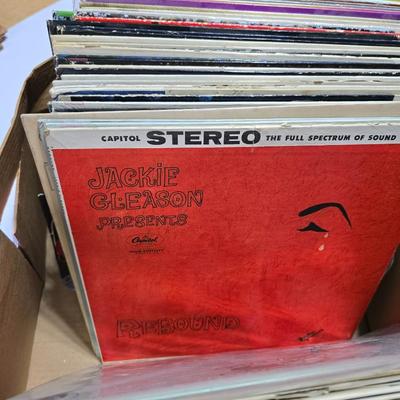 CAPITOL STEREO THE FULL SPECTRUM OF SOUND
JACKIE
GLEASON
PRESENTS
Capitol
REBOUND